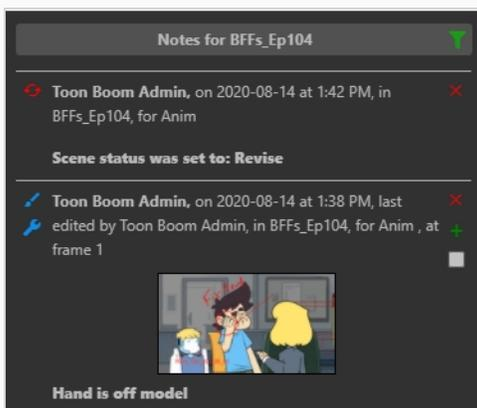 Notes for BFFs_Ep104
Toon Boom Admin, on 2020-08-14 at 1:42 PM, in
BFFs_Ep104, for Anim
Scene status was set to: Revise
Toon Boom Admin, on 2020-08-14 at 1:38 PM, last
edited by Toon Boom Admin, in BFFs_Ep104, for Anim , at
frame 1
Hand is off model